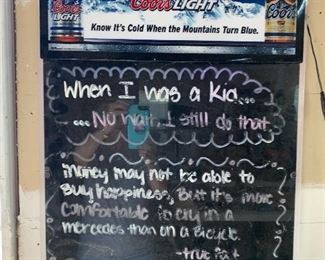 Coors LIGHT
Coors
Coors
Know It's Cold When the Mountains Turn Blue.
When I was a kid...
... No wait, I still do that
money may not be able to
buy happiness, But it's more
comfortable to cry in a
mercedes than on a Bicycle.
-true fact